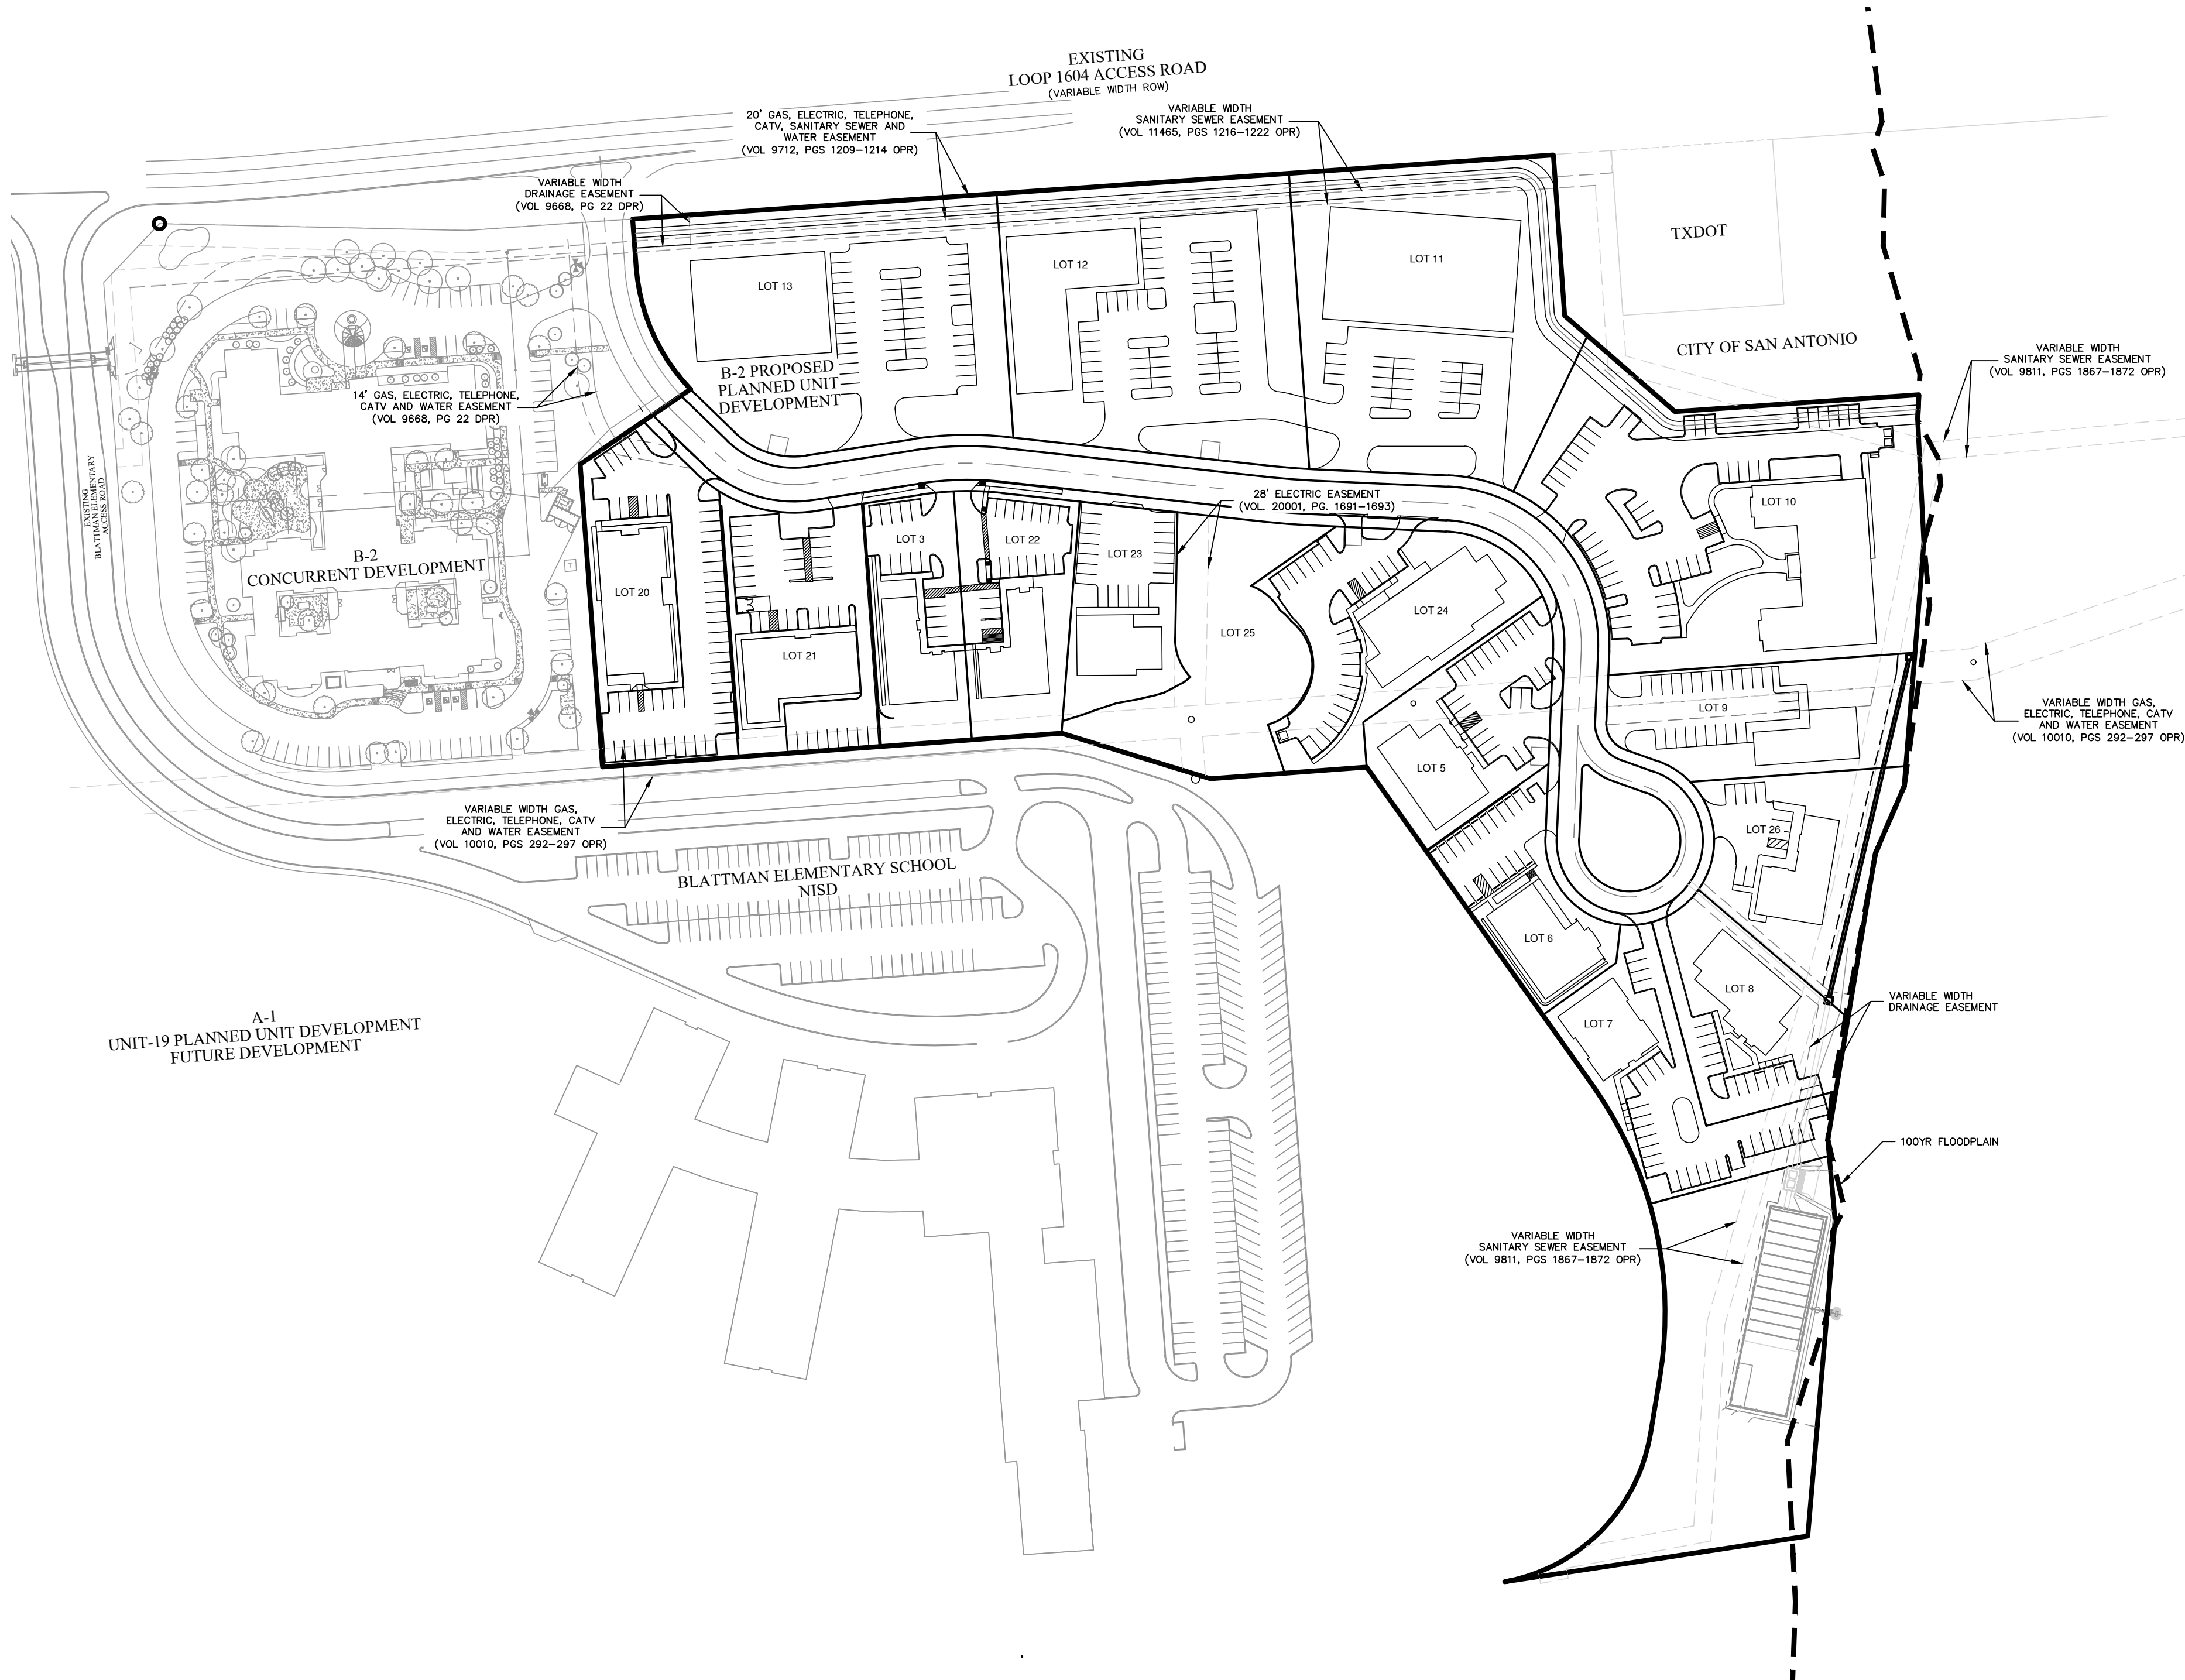 EXISTING
LOOP 1604 ACCESS ROAD
(VARIABLE WIDTH ROW)
20' GAS, ELECTRIC, TELEPHONE,
CATV, SANITARY SEWER AND
WATER EASEMENT
(VOL 9712, PGS 1209-1214 OPR)
VARIABLE WIDTH
SANITARY SEWER EASEMENT
(VOL 11465, PGS 1216-1222 OPR)
VARIABLE WIDTH
DRAINAGE EASEMENT
(VOL 9668, PG 22 DPR)
TXDOT
CITY OF SAN ANTONIO
LOT 13
LOT 12
LOT 11
VARIABLE WIDTH
SANITARY SEWER EASEMENT
(VOL 9811, PGS 1867-1872 OPR)
B-2 PROPOSED
PLANNED UNIT
DEVELOPMENT
14' GAS, ELECTRIC, TELEPHONE,
CATV AND WATER EASEMENT
(VOL 9668, PG 22 DPR)
EXISTING
BLATTMAN ELEMENTARY
ACCESS ROAD
28' ELECTRIC EASEMENT
(VOL. 20001, PG. 1691-1693)
LOT 10
B-2
CONCURRENT DEVELOPMENT
LOT 20
LOT 21
LOT 3
LOT 22
LOT 23
LOT 25
LOT 24
LOT 9
VARIABLE WIDTH GAS,
ELECTRIC, TELEPHONE, CATV
AND WATER EASEMENT
(VOL 10010, PGS 292-297 OPR)
LOT 5
LOT 26
VARIABLE WIDTH GAS,
ELECTRIC, TELEPHONE, CATV
AND WATER EASEMENT
(VOL 10010, PGS 292-297 OPR)
BLATTMAN ELEMENTARY SCHOOL
NISD
LOT 6
LOT 8
LOT 7
VARIABLE WIDTH
DRAINAGE EASEMENT
A-1
UNIT-19 PLANNED UNIT DEVELOPMENT
FUTURE DEVELOPMENT
100YR FLOODPLAIN
VARIABLE WIDTH
SANITARY SEWER EASEMENT
(VOL 9811, PGS 1867-1872 OPR)